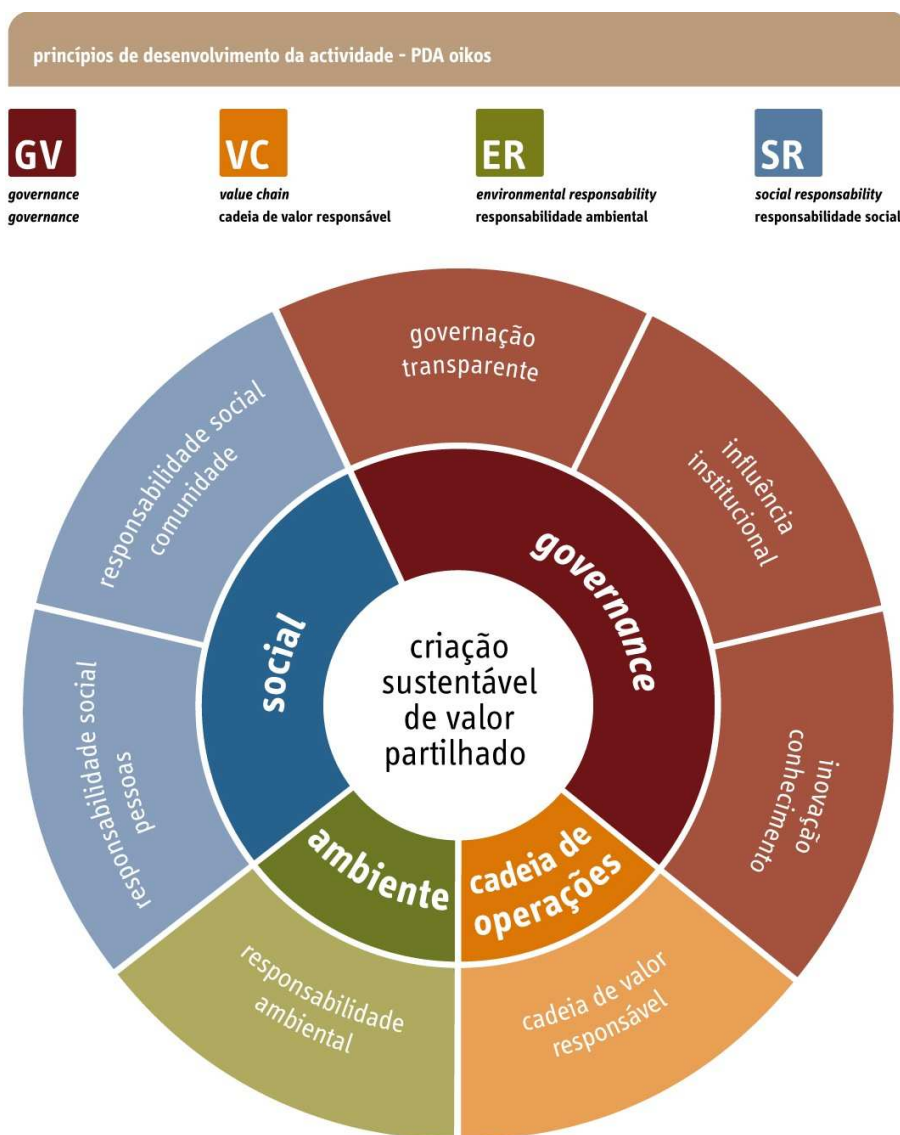 princípios de desenvolvimento da actividade - PDA oikos
GV
governance
governance
VC
value chain
cadeia de valor responsável
ER
environmental responsability
responsabilidade ambiental
SR
social responsability
responsabilidade social
governação
transparente
influência
institucional
inovação
conhecimento
cadeia de valor
responsável
responsabilidade
ambiental
responsabilidade social
pessoas
responsabilidade social
comunidade
governance
cadeia de
operações
ambiente
social
criação
sustentável
de valor
partilhado